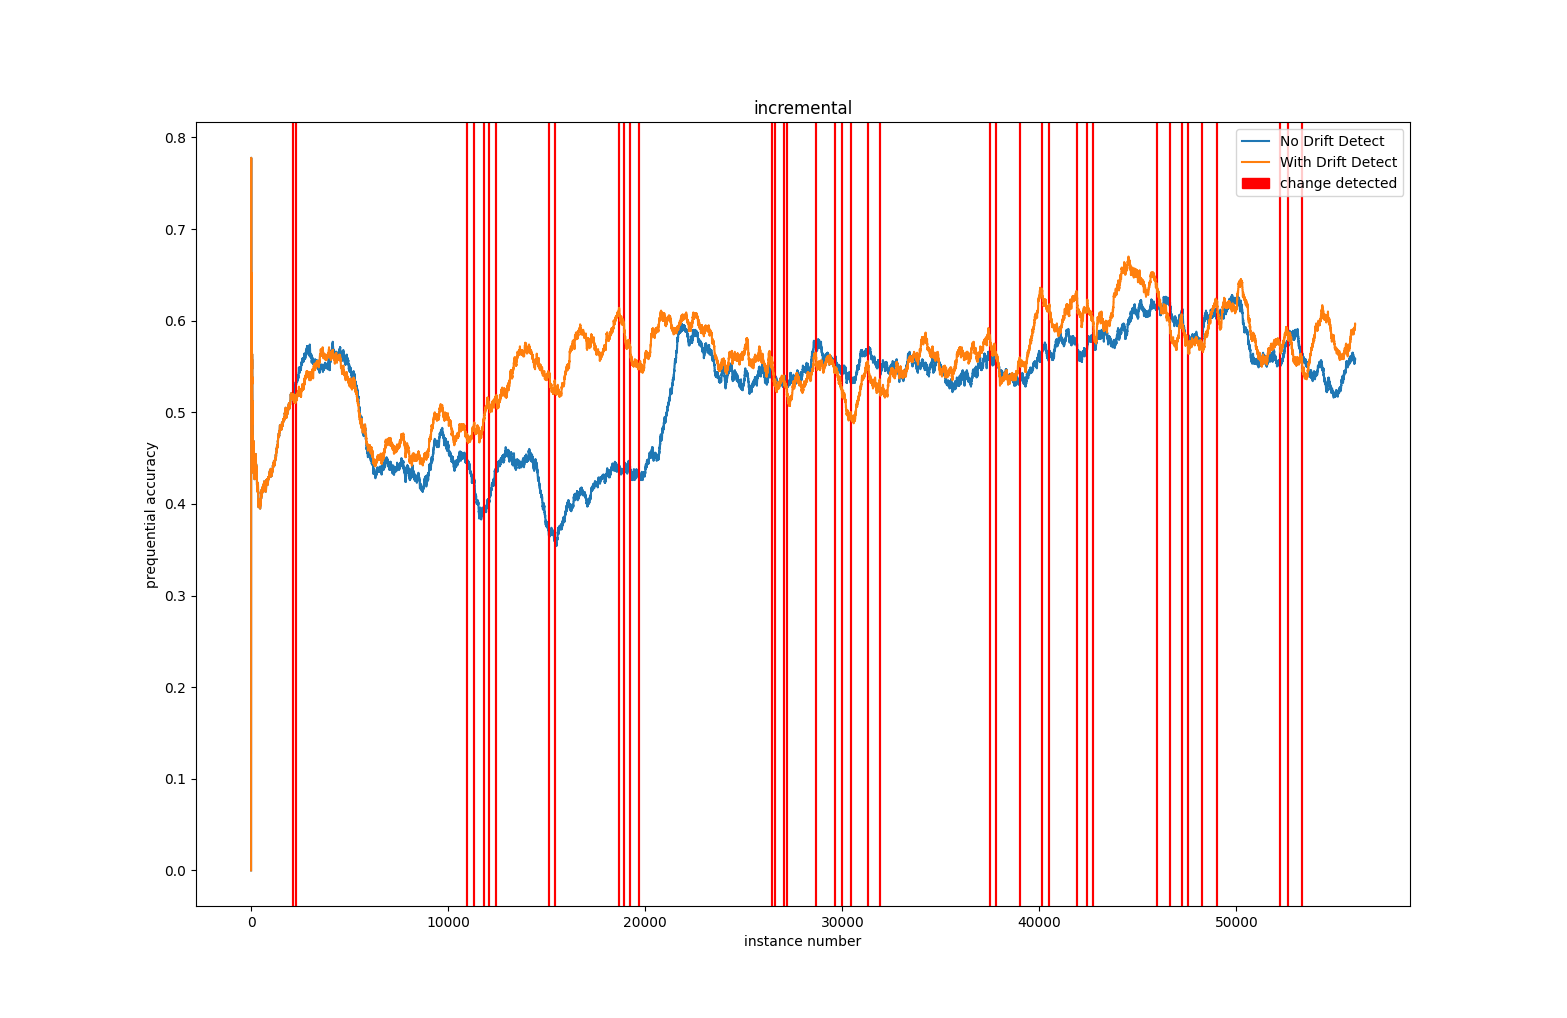 incremental
No Drift Detect
With Drift Detect
change detected
prequential accuracy
0.8
0.7
0.6
0.5
0.4
0.3
0.2
0.1
0.0
0
10000
20000
30000
40000
50000
instance number